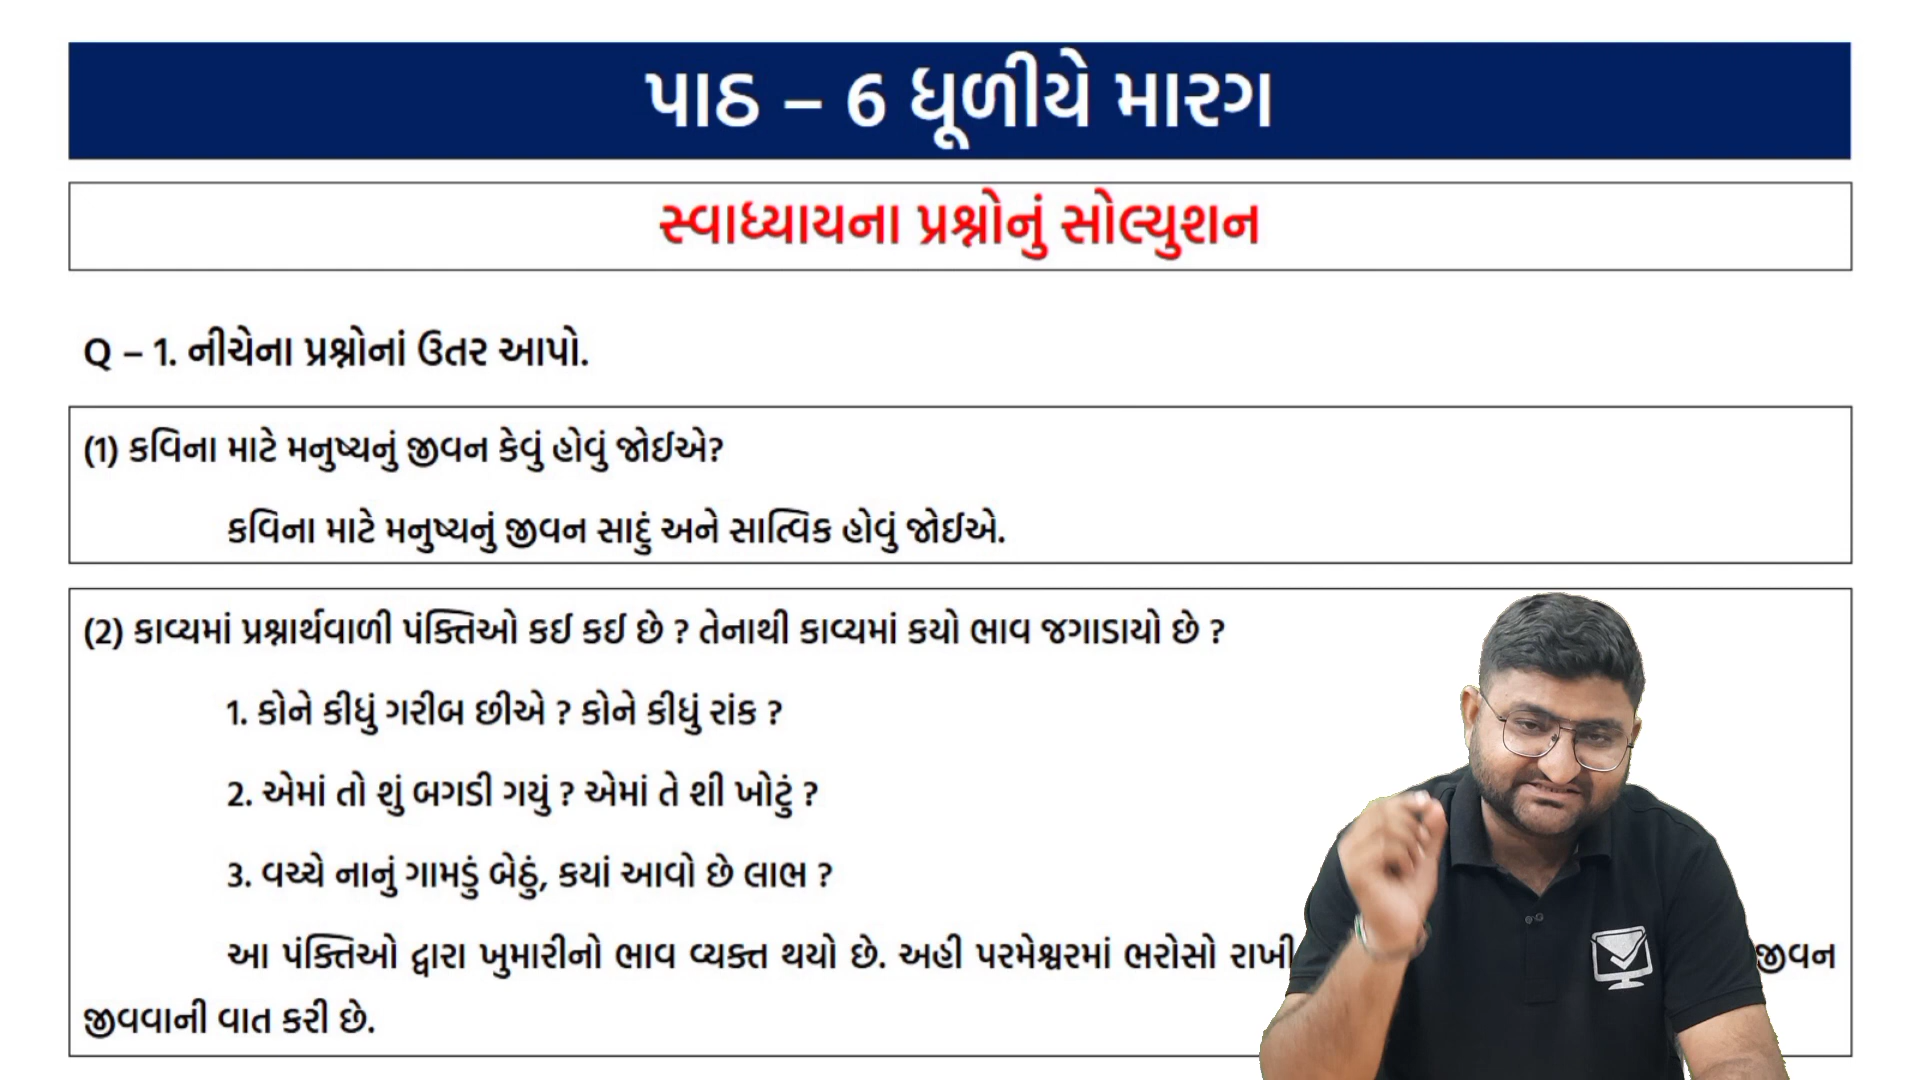 પાઠ – 6 ધૂળીયે મારગ
સ્વાધ્યાયના પ્રશ્નોનું સોલ્યુશન
Q – 1. નીચેના પ્રશ્નોનાં ઉતર આપો.
(1) કવિના માટે મનુષ્યનું જીવન કેવું હોવું જોઈએ?
કવિના માટે મનુષ્યનું જીવન સાદું અને સાત્વિક હોવું જોઈએ.
(2) કાવ્યમાં પ્રશ્નાર્થવાળી પંક્તિઓ કઈ કઈ છે ? તેનાથી કાવ્યમાં કયો ભાવ જગાડાયો છે ?
1. કોને કીધું ગરીબ છીએ ? કોને કીધું રાંક ?
2. એમાં તો શું બગડી ગયું ? એમાં તે શી ખોટું ?
3. વચ્ચે નાનું ગામડું બેઠું, કયાં આવો છે લાભ ?
આ પંક્તિઓ દ્વારા ખુમારીનો ભાવ વ્યક્ત થયો છે. અહી પરમેશ્વરમાં ભરોસો રાખી જીવન
જીવવાની વાત કરી છે.